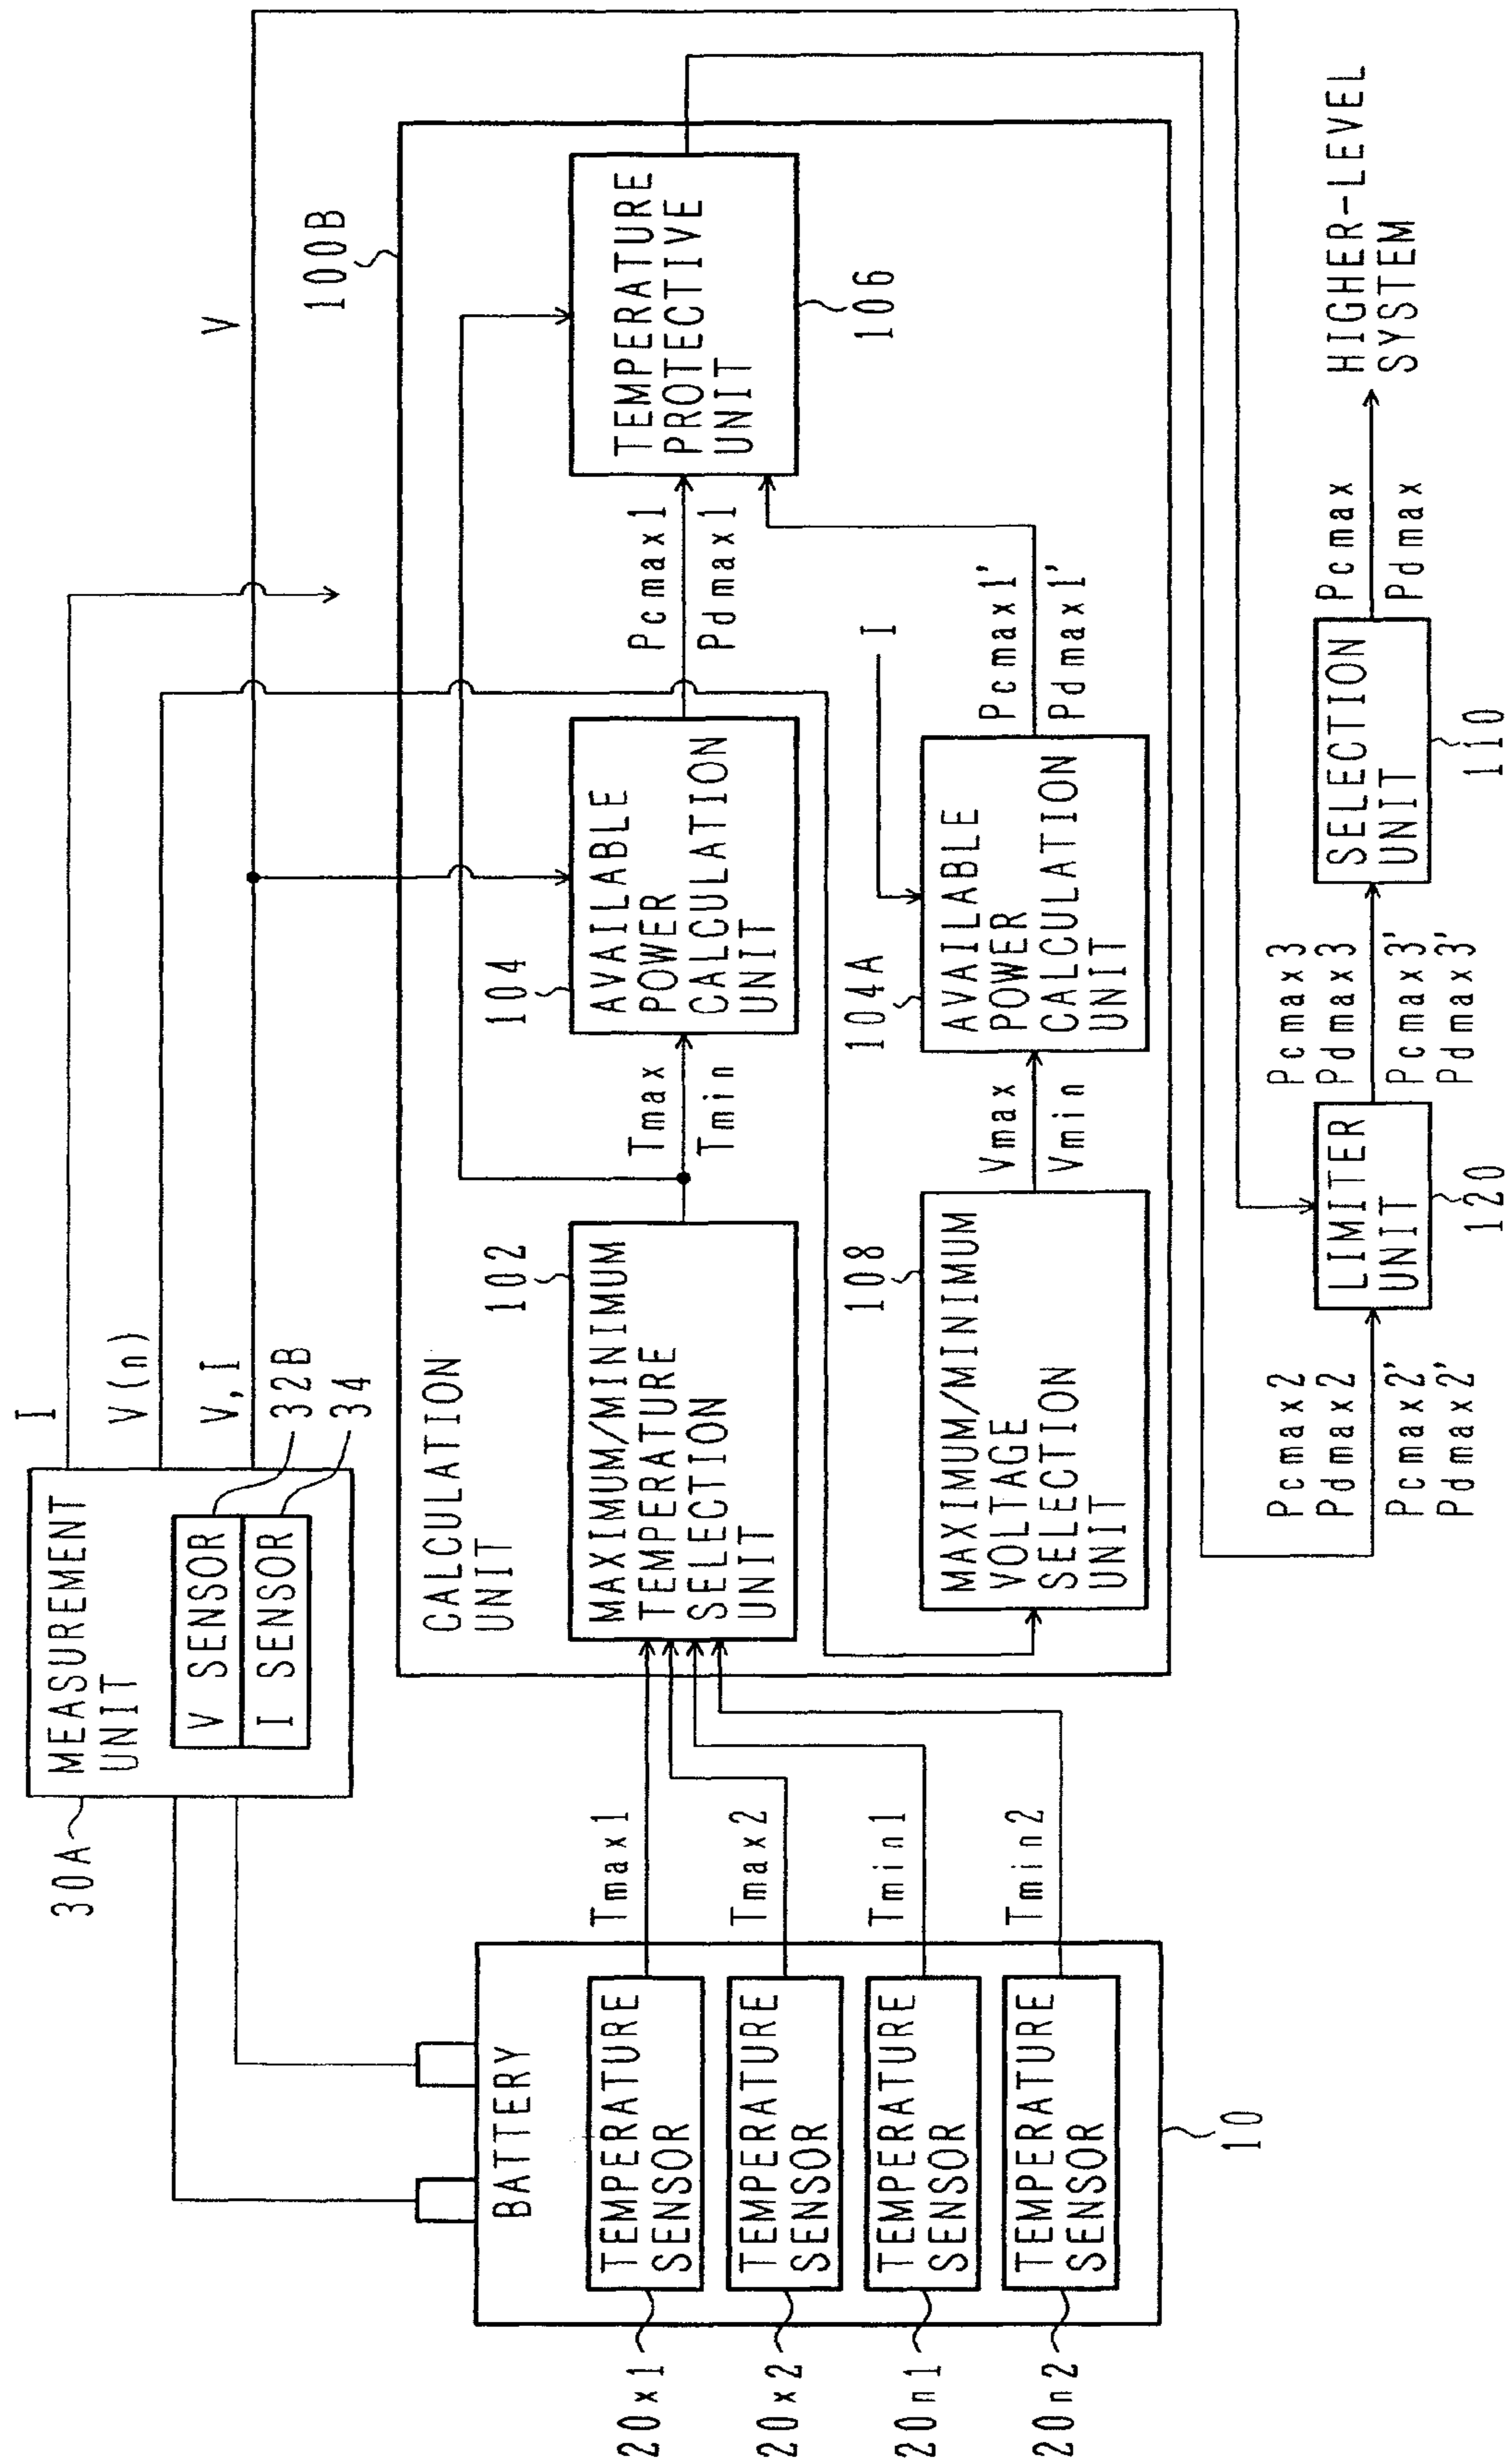 30A
MEASUREMENT
UNIT
V SENSOR
I SENSOR
I
V(n)
V,I
32B
34
V
100B
BATTERY
TEMPERATURE
SENSOR
TEMPERATURE
SENSOR
TEMPERATURE
SENSOR
TEMPERATURE
SENSOR
20x1
20x2
20n1
20n2
10
Tmax1
Tmax2
Tmin1
Tmin2
CALCULATION
UNIT
102
MAXIMUM/MINIMUM
TEMPERATURE
SELECTION
UNIT
Tmax
Tmin
104
AVAILABLE
POWER
CALCULATION
UNIT
Pcmax1
Pdmax1
TEMPERATURE
PROTECTIVE
UNIT
106
108
MAXIMUM/MINIMUM
VOLTAGE
SELECTION
UNIT
Vmax
Vmin
104A
AVAILABLE
POWER
CALCULATION
UNIT
I
Pcmax1'
Pdmax1'
Pcmax2
Pdmax2
Pcmax2'
Pdmax2'
LIMITER
UNIT
120
Pcmax3
Pdmax3
Pcmax3'
Pdmax3'
SELECTION
UNIT
110
Pcmax
Pdmax
HIGHER-LEVEL
SYSTEM